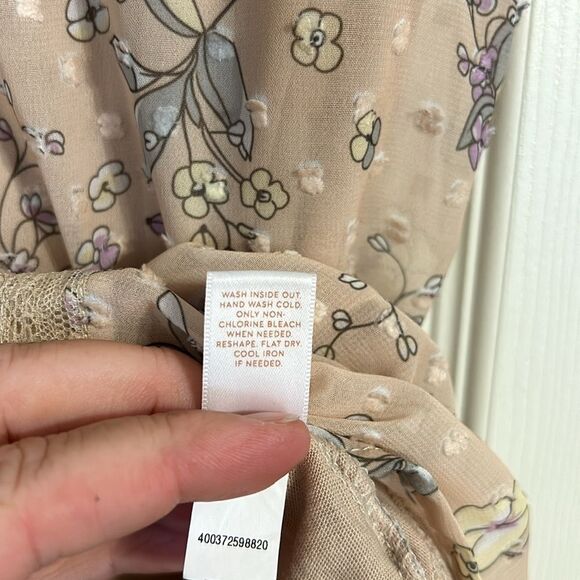 WASH INSIDE OUT.
HAND WASH COLD.
ONLY NON-
CHLORINE BLEACH
WHEN NEEDED.
RESHAPE. FLAT DRY.
COOL IRON
IF NEEDED.
400372598820